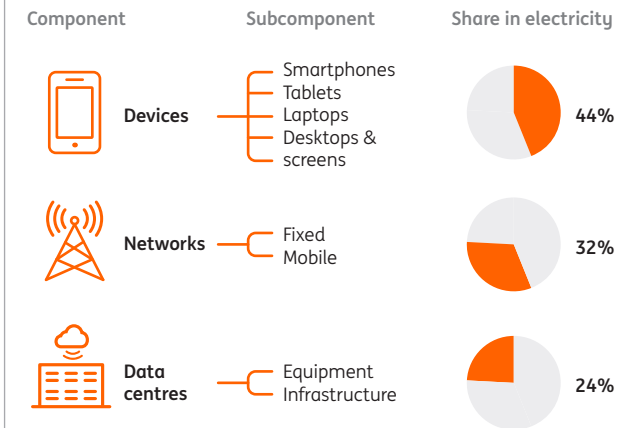 Component Subcomponent Share in electricity
Devices
Smartphones
Tablets
Laptops
Desktops &
screens
44%
Networks
Fixed
Mobile
32%
Data
centres
Equipment
Infrastructure
24%